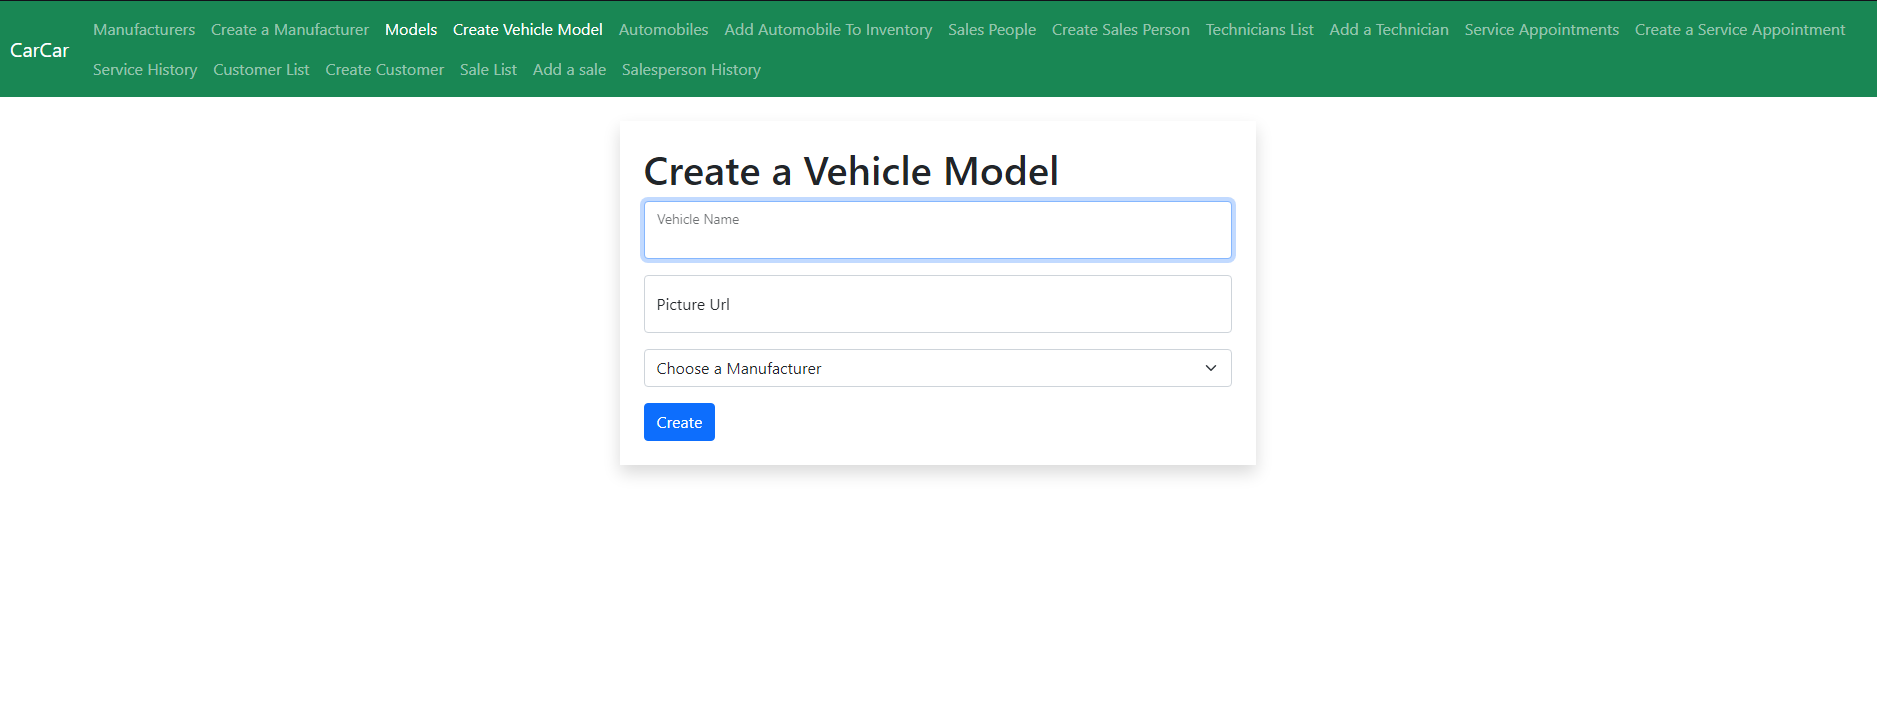 CarCar
Manufacturers Create a Manufacturer Models Create Vehicle Model Automobiles Add Automobile To Inventory Sales People Create Sales Person Technicians List Add a Technician Service Appointments Create a Service Appointment
Service History Customer List Create Customer Sale List Add a sale Salesperson History
Create a Vehicle Model
Vehicle Name
Picture Url
Choose a Manufacturer
Create